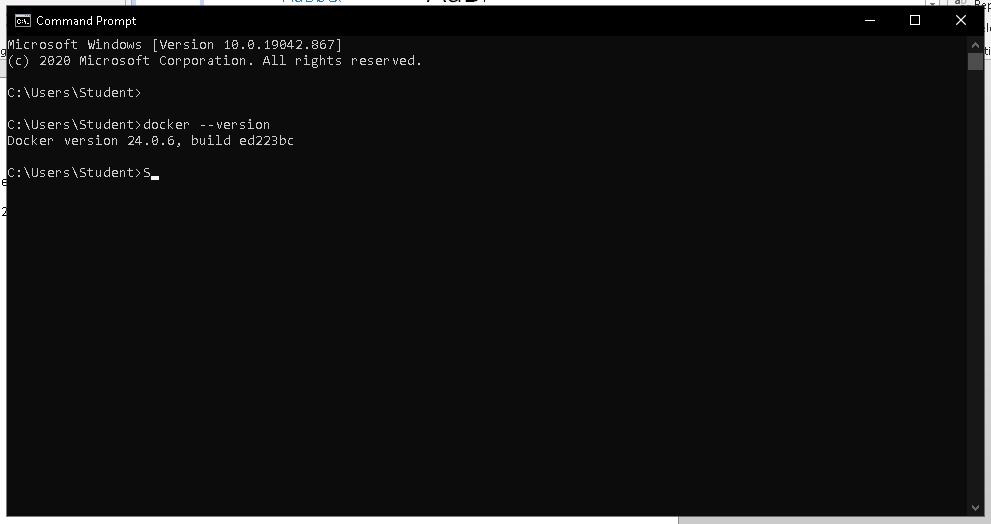 Command Prompt
Microsoft Windows [Version 10.0.19042.867]
(c) 2020 Microsoft Corporation. All rights reserved.
C:\Users\Student>
C:\Users\Student>docker --version
Docker version 24.0.6, build ed223bc
C:\Users\Student>S